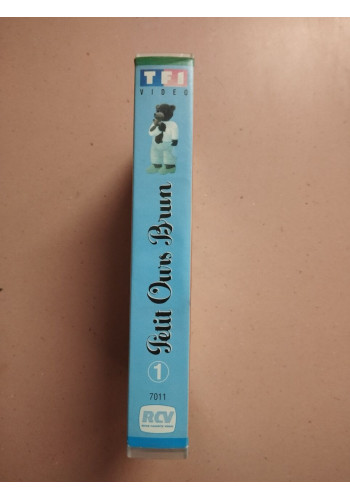 TF1
VIDEO
Petit Ours Brun
1
7011
RCV